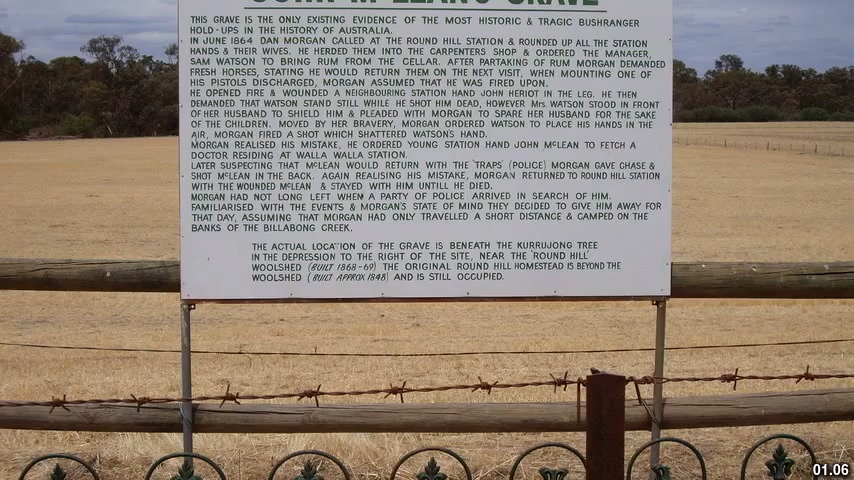 THIS GRAVE IS THE ONLY EXISTING EVIDENCE OF THE MOST HISTORIC & TRAGIC BUSHRANGER
HOLD-UPS IN THE HISTORY OF AUSTRALIA.
IN JUNE 1864 DAN MORGAN CALLED AT THE ROUND HILL STATION & ROUNDED UP ALL THE STATION
HANDS & THEIR WIVES. HE HERDED THEM INTO THE CARPENTERS SHOP & ORDERED THE MANAGER,
SAM WATSON TO BRING RUM FROM THE CELLAR. AFTER PARTAKING OF RUM MORGAN DEMANDED
FRESH HORSES, STATING HE WOULD RETURN THEM ON THE NEXT VISIT, WHEN MOUNTING ONE OF
HIS PISTOLS DISCHARGED, MORGAN ASSUMED THAT HE WAS FIRED UPON.
HE OPENED FIRE & WOUNDED A NEIGHBOURING STATION HAND JOHN HERIOT IN THE LEG. HE THEN
DEMANDED THAT WATSON STAND STILL WHILE HE SHOT HIM DEAD, HOWEVER Mrs. WATSON STOOD IN FRONT
OF HER HUSBAND TO SHIELD HIM & PLEADED WITH MORGAN TO SPARE HER HUSBAND FOR THE SAKE
OF THE CHILDREN. MOVED BY HER BRAVERY, MORGAN ORDERED WATSON TO PLACE HIS HANDS IN THE
AIR, MORGAN FIRED A SHOT WHICH SHATTERED WATSON'S HAND.
MORGAN REALISED HIS MISTAKE, HE ORDERED YOUNG STATION HAND JOHN McLEAN TO FETCH A
DOCTOR RESIDING AT WALLA WALLA STATION.
LATER SUSPECTING THAT McLEAN WOULD RETURN WITH THE 'TRAPS' (POLICE) MORGAN GAVE CHASE &
SHOT McLEAN IN THE BACK. AGAIN REALISING HIS MISTAKE, MORGAN RETURNED TO ROUND HILL STATION
WITH THE WOUNDED McLEAN & STAYED WITH HIM UNTILL HE DIED.
MORGAN HAD NOT LONG LEFT WHEN A PARTY OF POLICE ARRIVED IN SEARCH OF HIM.
FAMILIARISED WITH THE EVENTS & MORGAN'S STATE OF MIND THEY DECIDED TO GIVE HIM AWAY FOR
THAT DAY, ASSUMING THAT MORGAN HAD ONLY TRAVELLED A SHORT DISTANCE & CAMPED ON THE
BANKS OF THE BILLABONG CREEK.
THE ACTUAL LOCATION OF THE GRAVE IS BENEATH THE KURRUJONG TREE
IN THE DEPRESSION TO THE RIGHT OF THE SITE, NEAR THE 'ROUND HILL'
WOOLSHED (BUILT 1868-69) THE ORIGINAL ROUND HILL HOMESTEAD IS BEYOND THE
WOOLSHED (BUILT APPROX 1848) AND IS STILL OCCUPIED.
01.06